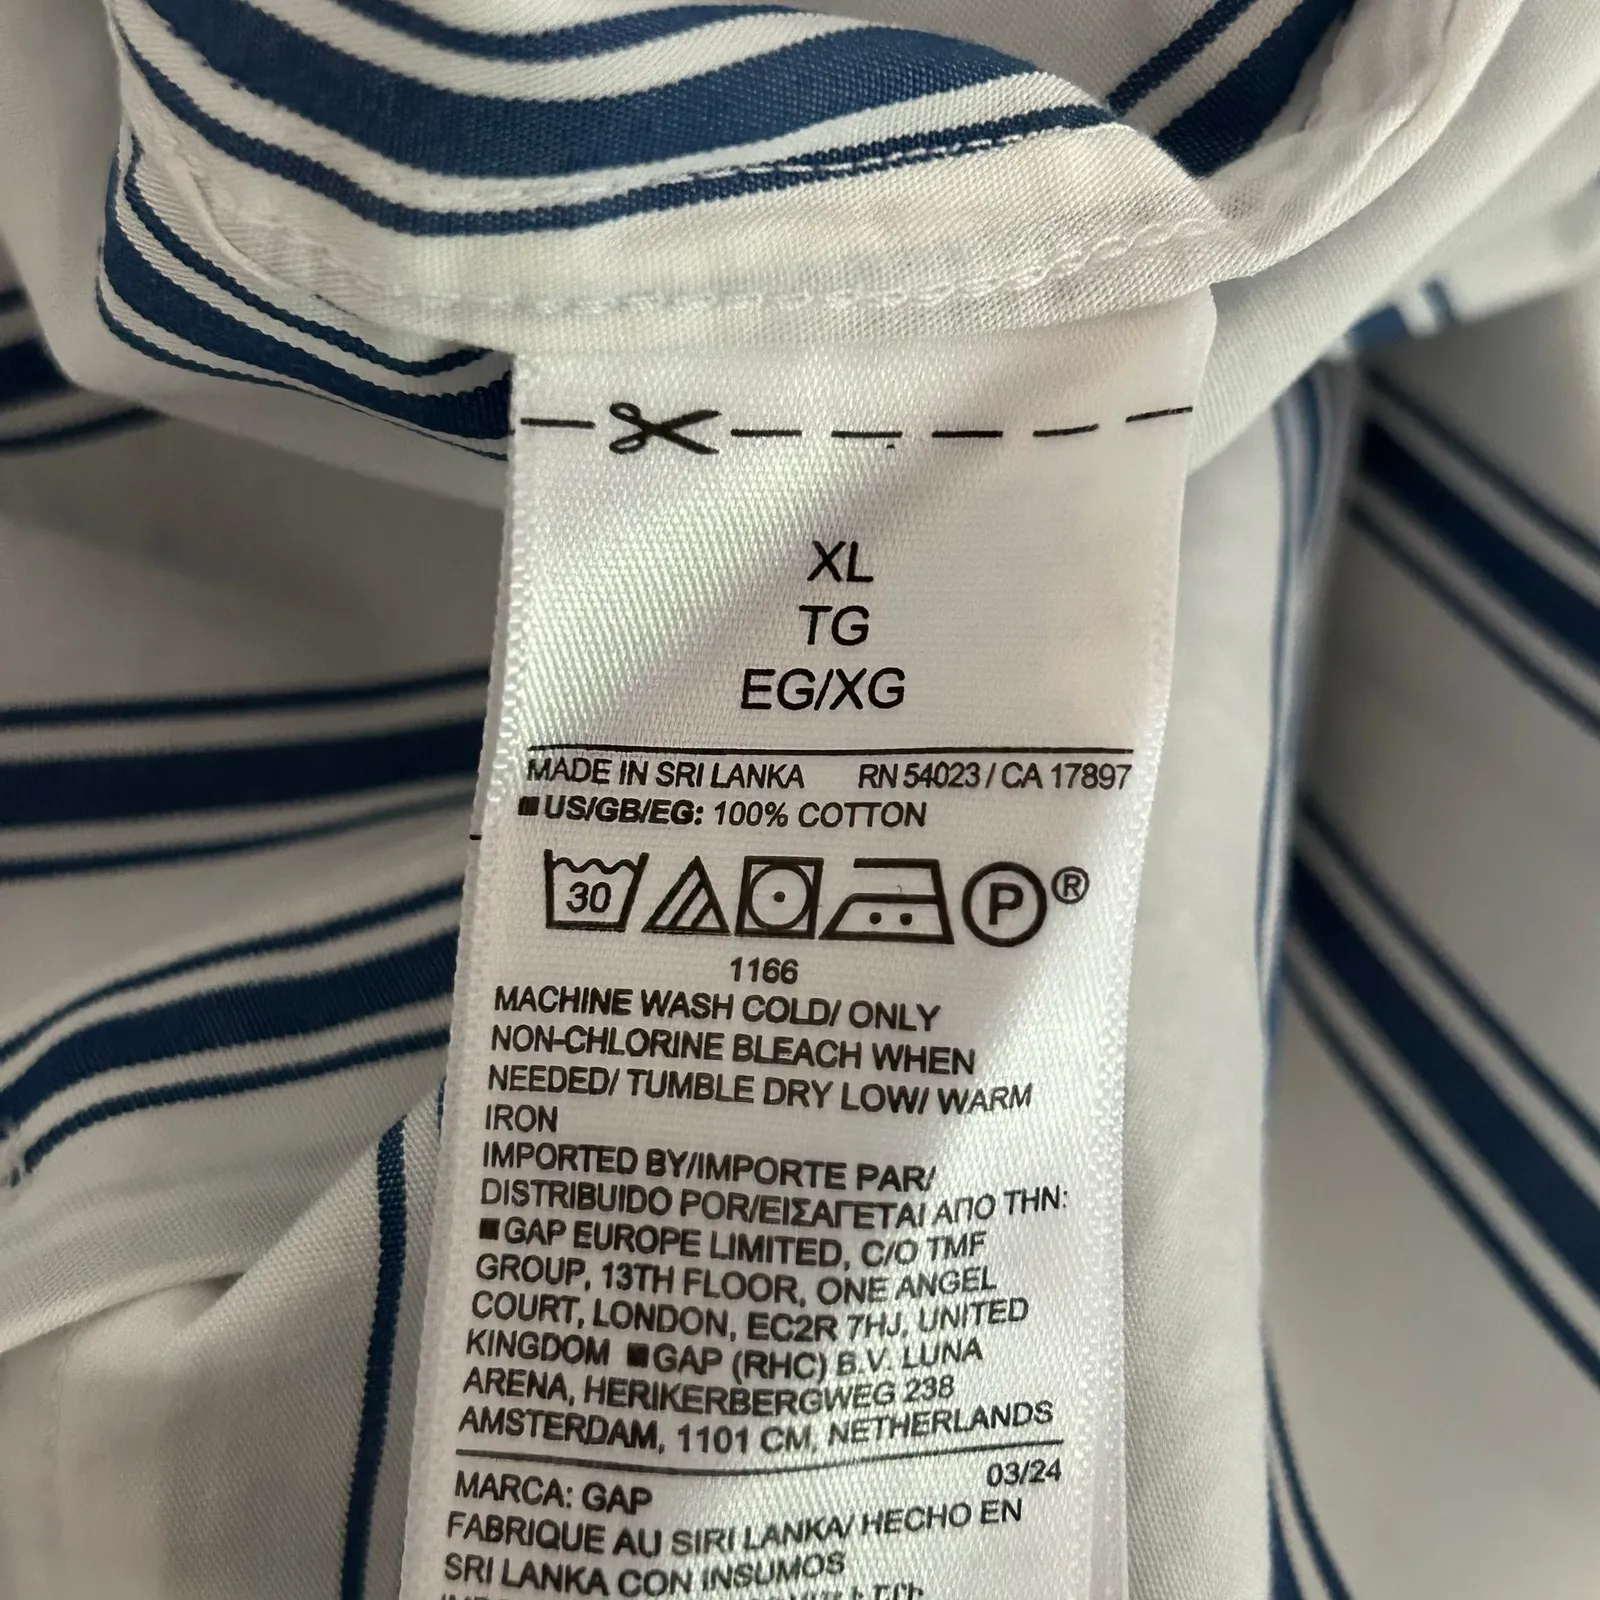 XL
TG
EG/XG
MADE IN SRI LANKA RN 54023 / CA 17897
US/GB/EG: 100% COTTON
30 P®
1166
MACHINE WASH COLD/ ONLY
NON-CHLORINE BLEACH WHEN
NEEDED/ TUMBLE DRY LOW/ WARM
IRON
IMPORTED BY/IMPORTE PAR/
DISTRIBUIDO POR/ΕΙΣΑΓΕΤΑΙ ΑΠΟ ΤΗΝ:
GAP EUROPE LIMITED, C/O TMF
GROUP, 13TH FLOOR, ONE ANGEL
COURT, LONDON, EC2R 7HJ, UNITED
KINGDOM GAP (RHC) B.V. LUNA
ARENA, HERIKERBERGWEG 238
AMSTERDAM, 1101 CM, NETHERLANDS
03/24
MARCA: GAP
FABRIQUE AU SIRI LANKA/ HECHO EN
SRI LANKA CON INSUMOS